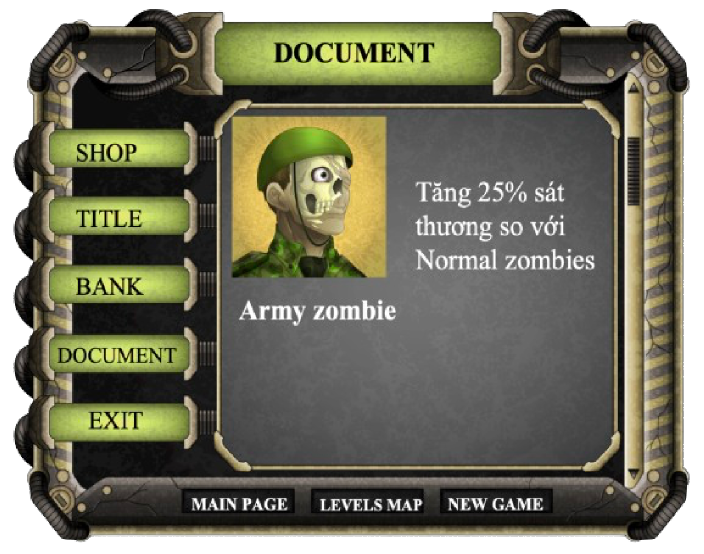 DOCUMENT
SHOP
TITLE
BANK
DOCUMENT
EXIT
Tăng 25% sát
thương so với
Normal zombies
Army zombie
MAIN PAGE
LEVELS MAP
NEW GAME